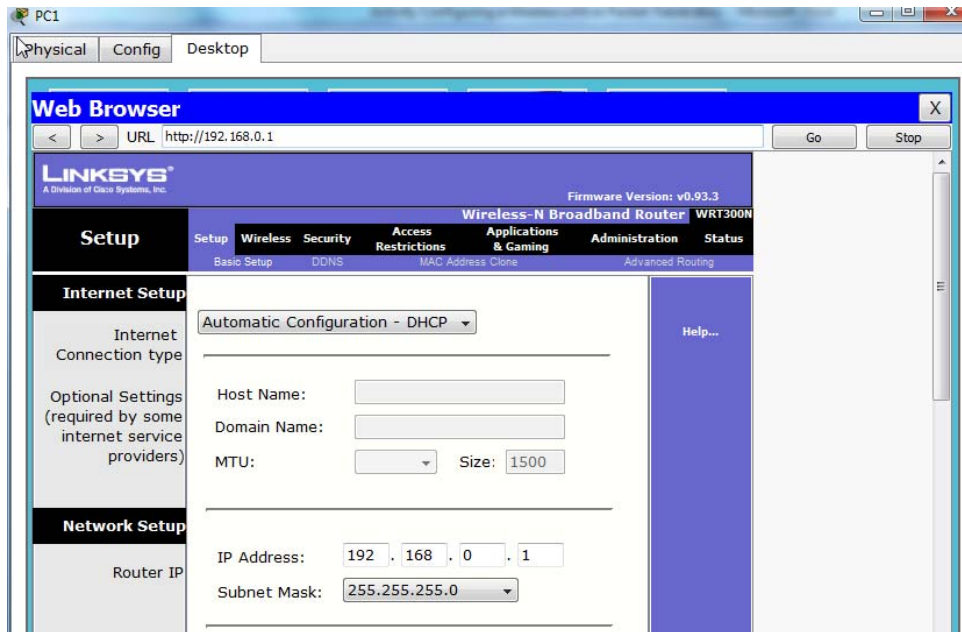 PC1
Physical Config Desktop
Web Browser X
< > URL http://192.168.0.1 Go Stop
LINKSYS®
A Division of Cisco Systems, Inc.
Firmware Version: v0.93.3
Wireless-N Broadband Router WRT300N
Setup
Setup Wireless Security Access Restrictions Applications & Gaming Administration Status
Basic Setup DDNS MAC Address Clone Advanced Routing
Internet Setup
Automatic Configuration - DHCP
Help...
Internet
Connection type
Optional Settings
(required by some
internet service
providers)
Host Name:
Domain Name:
MTU: Size: 1500
Network Setup
Router IP
IP Address: 192 . 168 . 0 . 1
Subnet Mask: 255.255.255.0